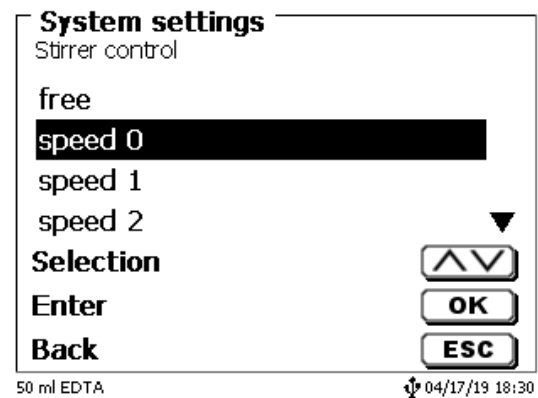 System settings
Stirrer control
free
speed 0
speed 1
speed 2
Selection
Enter OK
Back ESC
50 ml EDTA 04/17/19 18:30